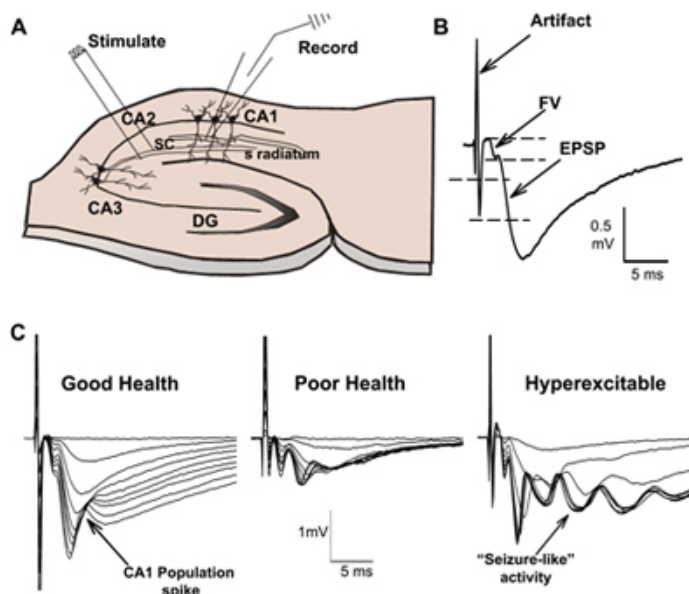 A
Stimulate
Record
CA2
CA1
SC
s radiatum
CA3
DG
B
Artifact
FV
EPSP
0.5
mV
5 ms
C
Good Health
Poor Health
Hyperexcitable
CA1 Population
spike
1mV
5 ms
"Seizure-like"
activity